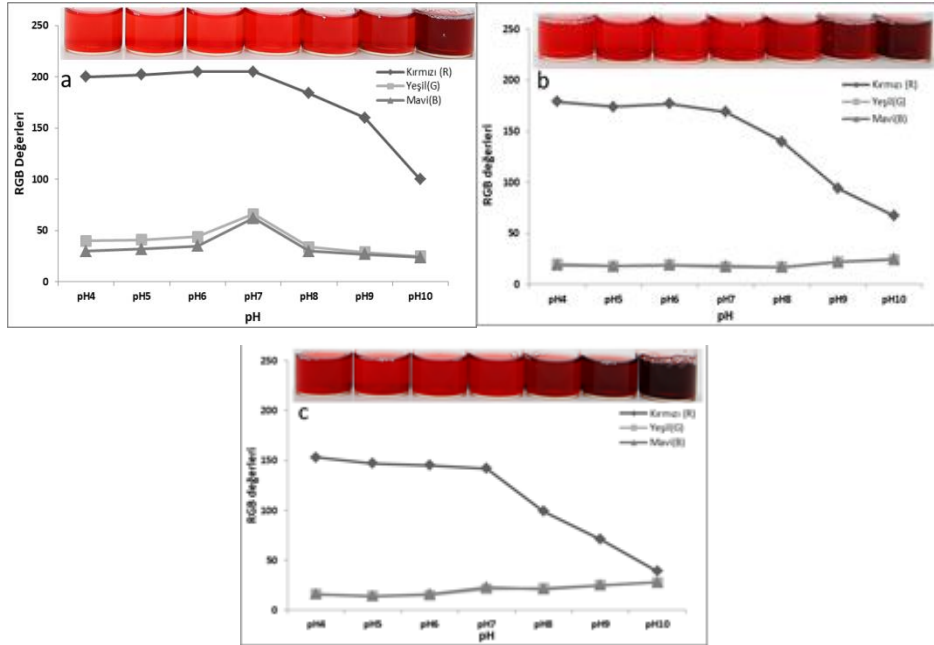 a
250
200
150
100
50
0
RGB Değerleri
Kırmızı (R)
Yeşil(G)
Mavi(B)
pH4 pH5 pH6 pH7 pH8 pH9 pH10
pH
b
250
200
150
100
50
0
RGB değerleri
Kırmızı (R)
Yeşil(G)
Mavi(B)
pH4 pH5 pH6 pH7 pH8 pH9 pH10
pH
c
250
200
150
100
50
0
RGB değerleri
Kırmızı (R)
Yeşil(G)
Mavi(B)
pH4 pH5 pH6 pH7 pH8 pH9 pH10
pH